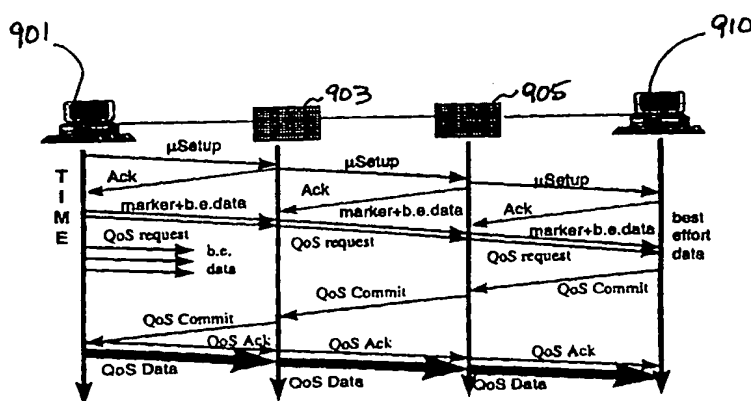 901
903
905
910
μSetup
μSetup
μSetup
TIME
Ack
Ack
Ack
marker+b.e.data
marker+b.e.data
marker+b.e.data
QoS request
QoS request
QoS request
b.e.
data
best
effort
data
QoS Commit
QoS Commit
QoS Commit
QoS Ack
QoS Ack
QoS Ack
QoS Data
QoS Data
QoS Data